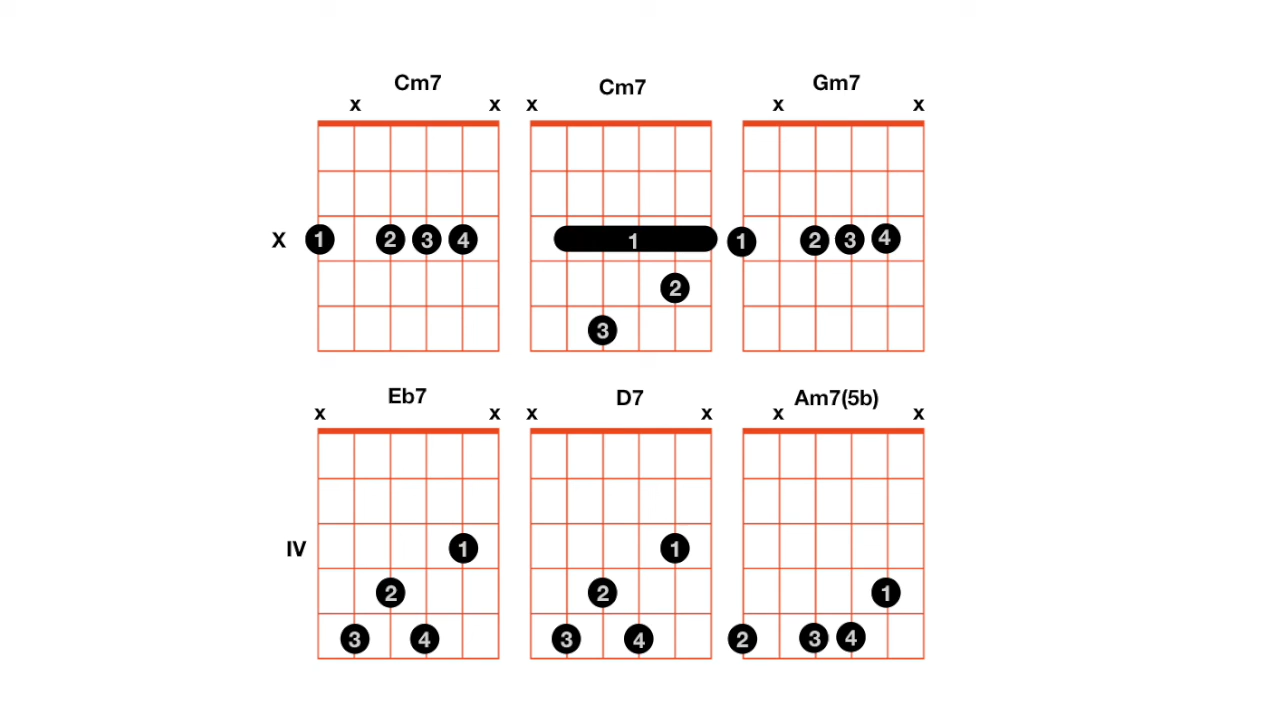 Cm7 Cm7 Gm7
x x x x x
X 1 2 3 4 1 1 2 3 4
2
3
Eb7 D7 Am7(5b)
x x x x x x
IV 1 1
2 2 1
3 4 3 4 2 3 4